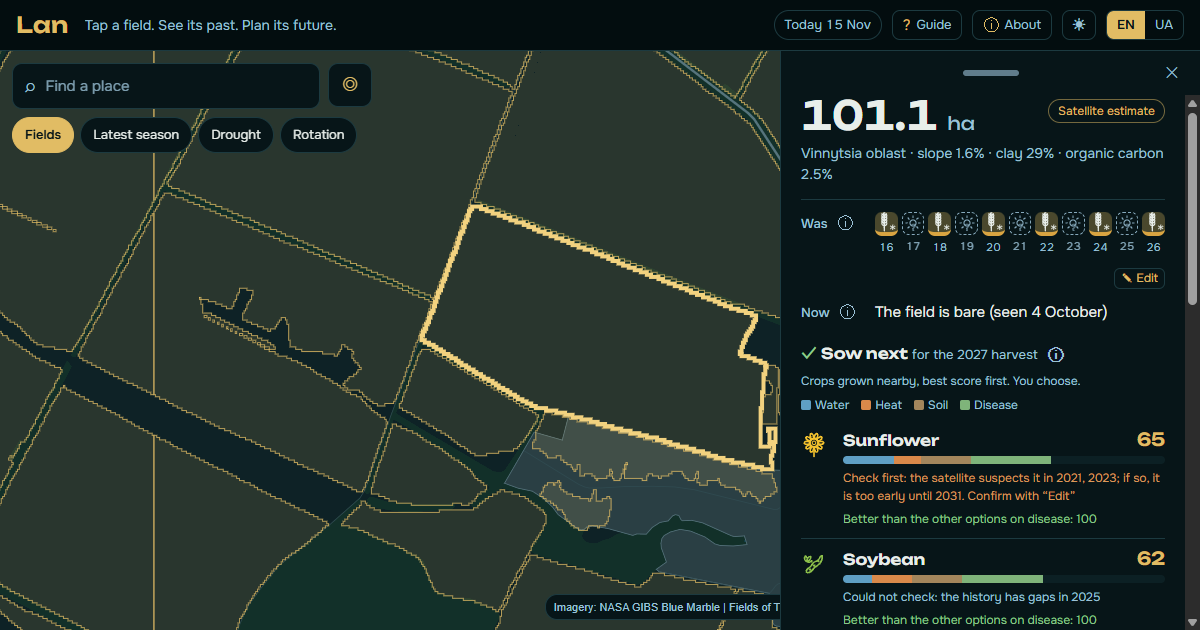 Lan Tap a field. See its past. Plan its future.
Today 15 Nov ? Guide About EN UA
Find a place
Fields Latest season Drought Rotation
101.1 ha Satellite estimate
Vinnytsia oblast · slope 1.6% · clay 29% · organic carbon
2.5%
Was
16 17 18 19 20 21 22 23 24 25 26
Edit
Now The field is bare (seen 4 October)
Sow next for the 2027 harvest
Crops grown nearby, best score first. You choose.
Water Heat Soil Disease
Sunflower 65
Check first: the satellite suspects it in 2021, 2023; if so, it
is too early until 2031. Confirm with “Edit”
Better than the other options on disease: 100
Soybean 62
Could not check: the history has gaps in 2025
Better than the other options on disease: 100
Imagery: NASA GIBS Blue Marble | Fields of T